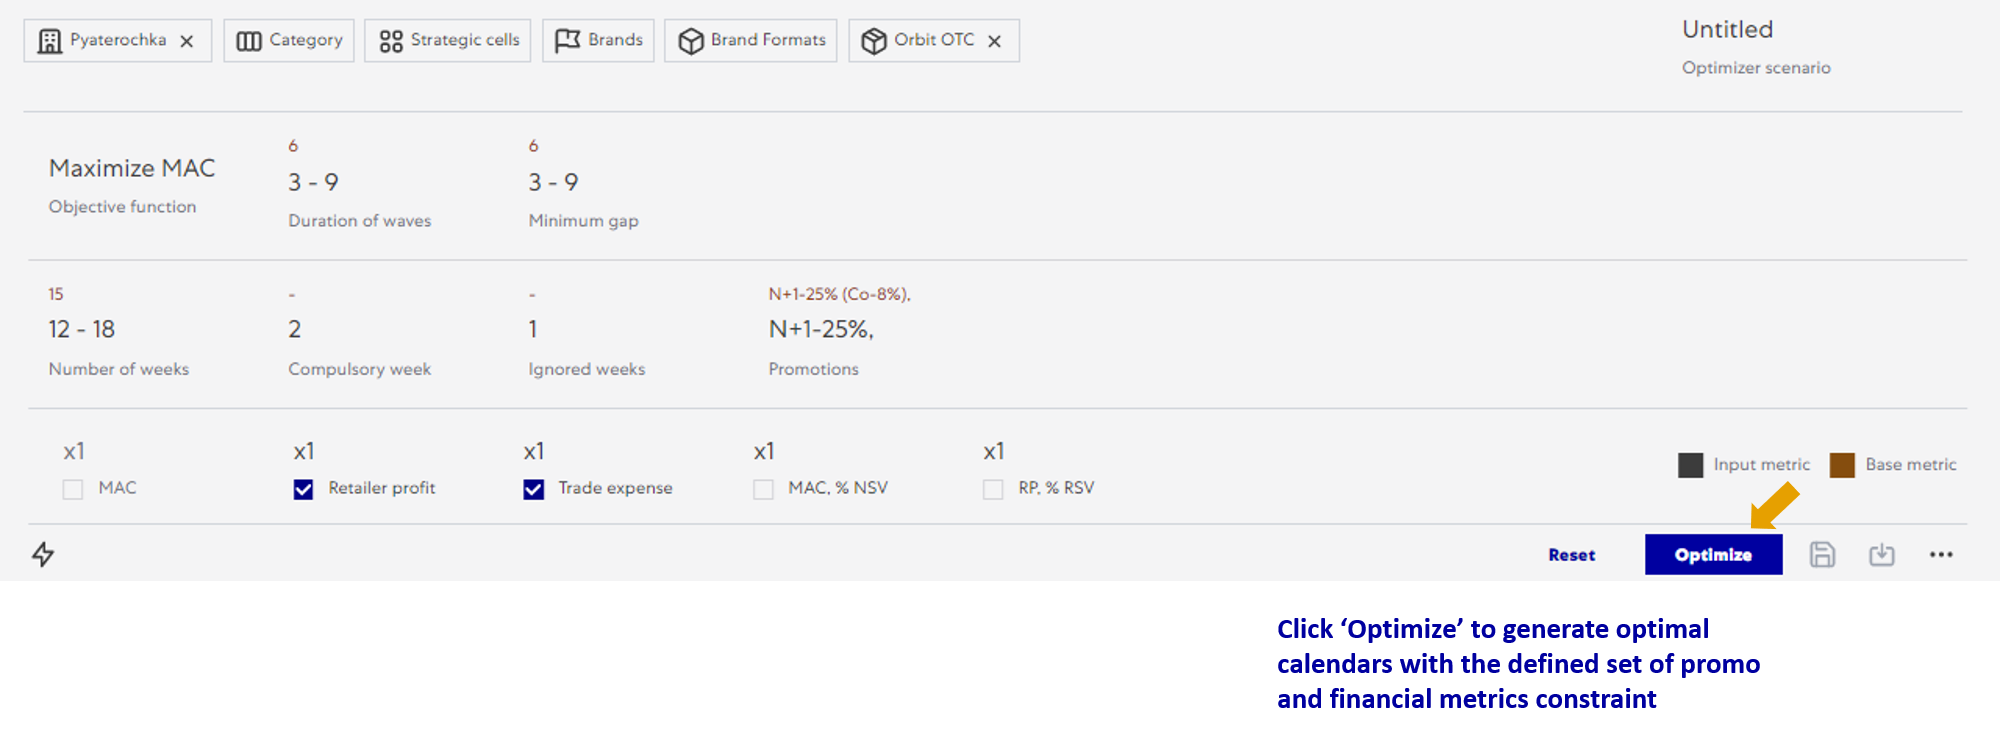 Pyaterochka Category Strategic cells Brands Brand Formats Orbit OTC
Untitled
Optimizer scenario
Maximize MAC
Objective function
6
3 - 9
Duration of waves
6
3 - 9
Minimum gap
15
12 - 18
Number of weeks
-
2
Compulsory week
-
1
Ignored weeks
N+1-25% (Co-8%),
N+1-25%,
Promotions
x1
MAC
x1
Retailer profit
x1
Trade expense
x1
MAC, % NSV
x1
RP, % RSV
Input metric Base metric
Reset Optimize
Click ‘Optimize’ to generate optimal
calendars with the defined set of promo
and financial metrics constraint